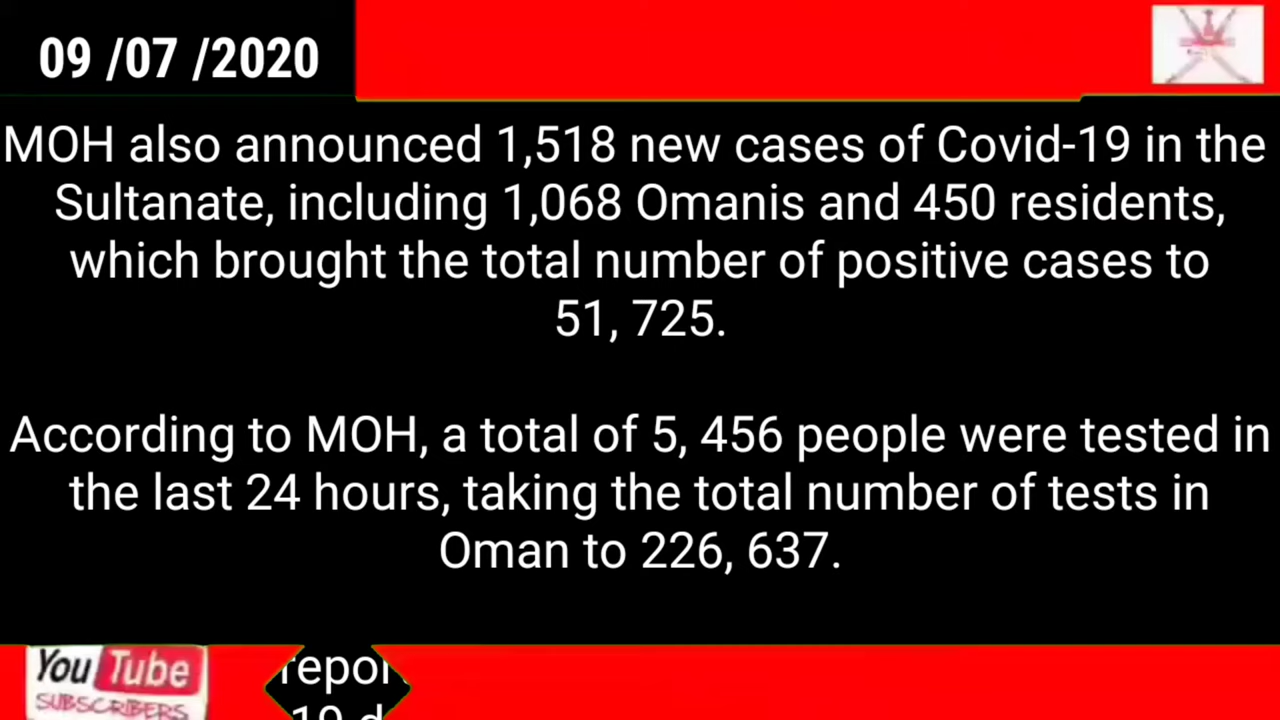 09 /07 /2020
MOH also announced 1,518 new cases of Covid-19 in the
Sultanate, including 1,068 Omanis and 450 residents,
which brought the total number of positive cases to
51, 725.
According to MOH, a total of 5, 456 people were tested in
the last 24 hours, taking the total number of tests in
Oman to 226, 637.
You Tube
SUBSCRIBERS